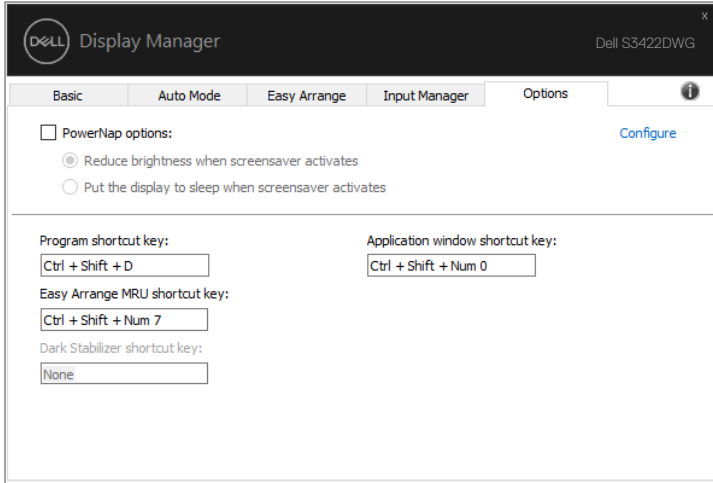 x
DELL Display Manager
Dell S3422DWG
Basic Auto Mode Easy Arrange Input Manager Options i
PowerNap options: Configure
Reduce brightness when screensaver activates
Put the display to sleep when screensaver activates
Program shortcut key: Application window shortcut key:
Ctrl + Shift + D Ctrl + Shift + Num 0
Easy Arrange MRU shortcut key:
Ctrl + Shift + Num 7
Dark Stabilizer shortcut key:
None